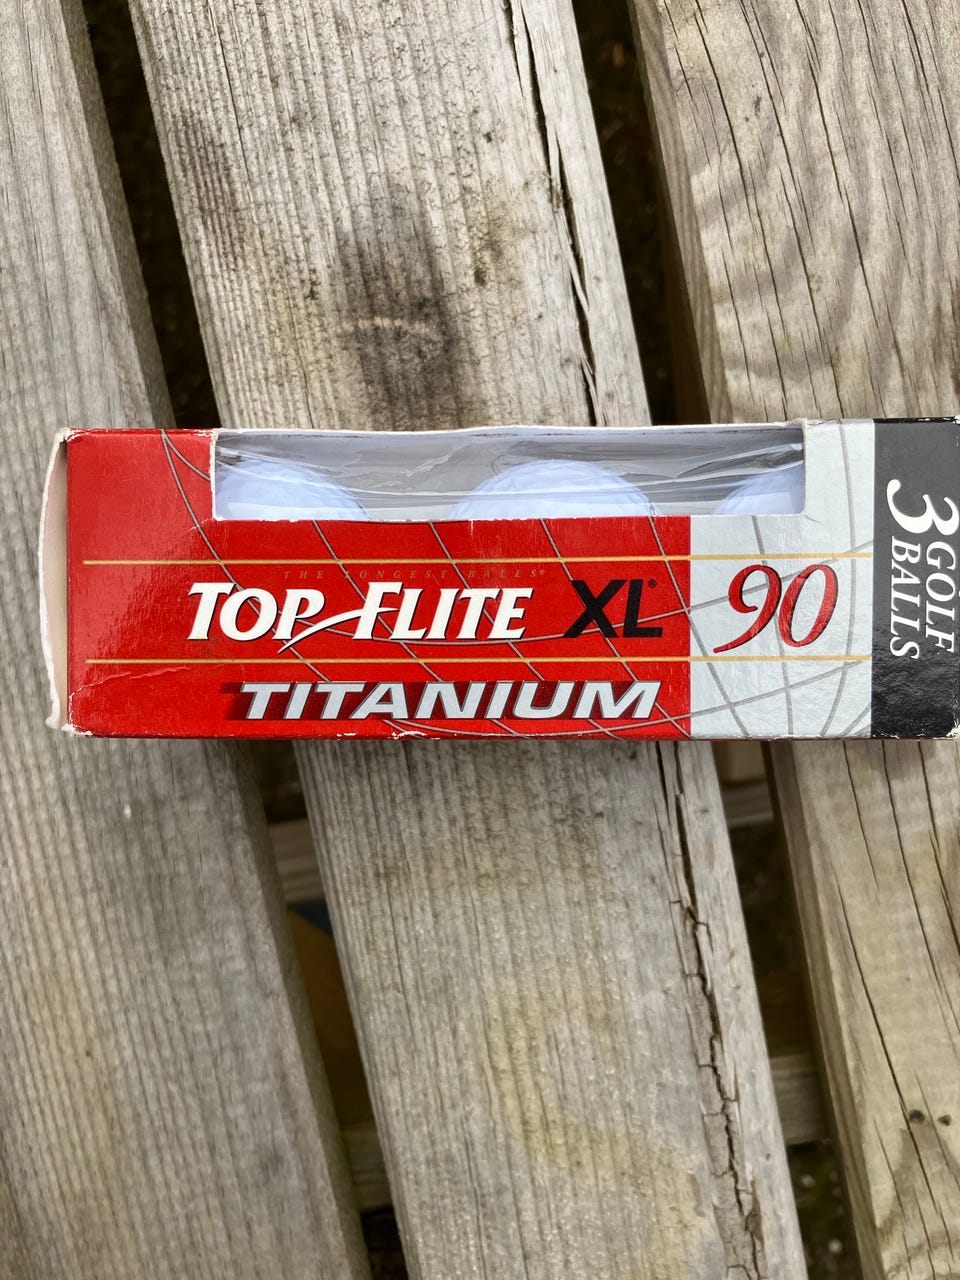 THE LONGEST BALLS®
TOP-FLITE XL® 90
TITANIUM
3 GOLF
BALLS